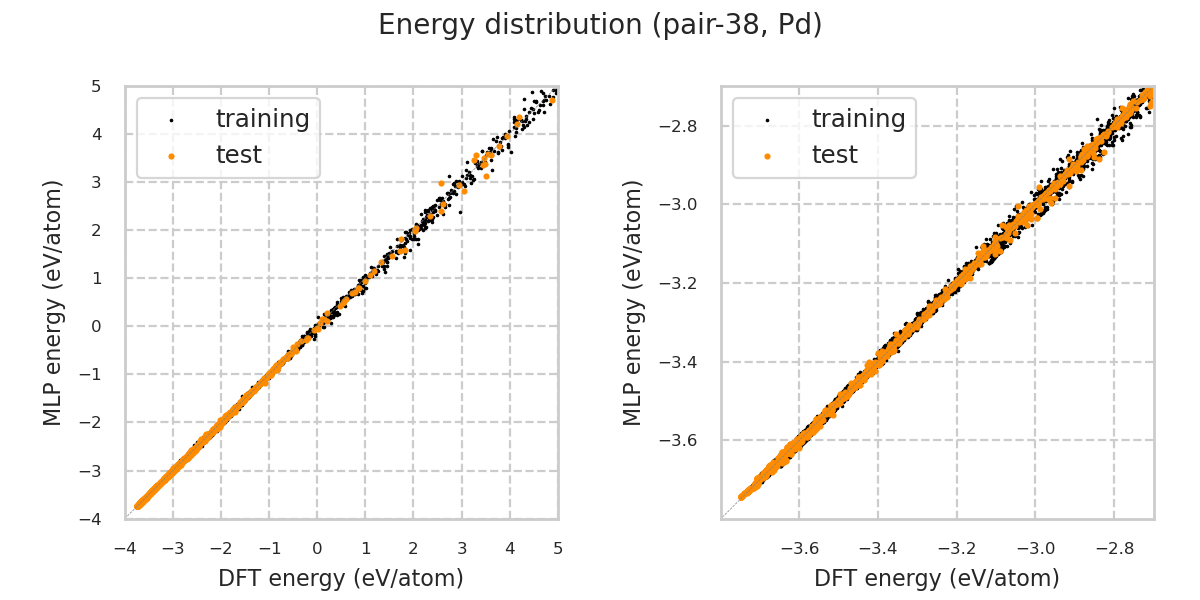 Energy distribution (pair-38, Pd)
MLP energy (eV/atom)
5
4
3
2
1
0
−1
−2
−3
−4
training
test
−4 −3 −2 −1 0 1 2 3 4 5
DFT energy (eV/atom)
MLP energy (eV/atom)
−2.8
−3.0
−3.2
−3.4
−3.6
training
test
−3.6 −3.4 −3.2 −3.0 −2.8
DFT energy (eV/atom)